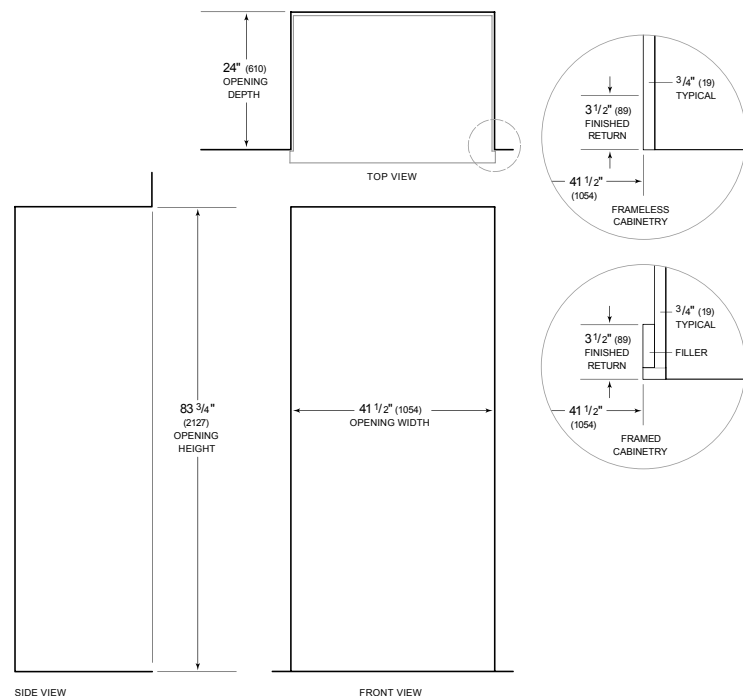 24" (610)
OPENING
DEPTH
TOP VIEW
3/4" (19)
TYPICAL
3 1/2" (89)
FINISHED
RETURN
41 1/2"
(1054)
FRAMELESS
CABINETRY
3/4" (19)
TYPICAL
3 1/2" (89)
FINISHED
RETURN
FILLER
41 1/2"
(1054)
FRAMED
CABINETRY
83 3/4"
(2127)
OPENING
HEIGHT
41 1/2" (1054)
OPENING WIDTH
SIDE VIEW
FRONT VIEW